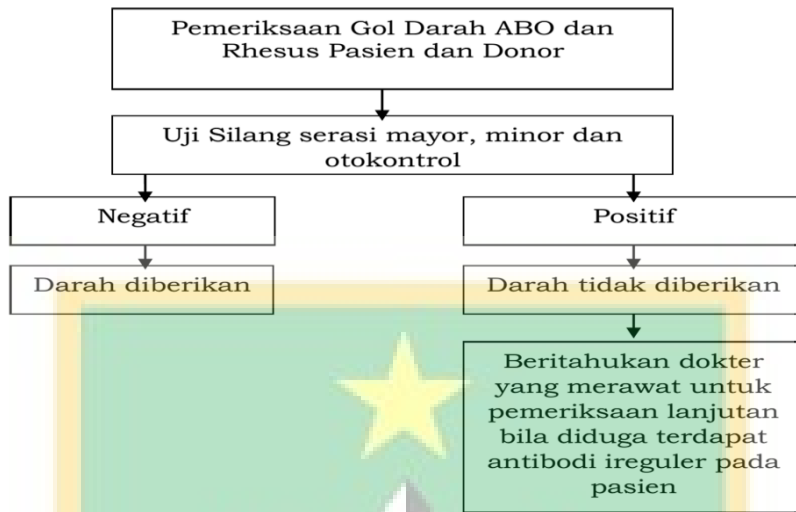 Pemeriksaan Gol Darah ABO dan
Rhesus Pasien dan Donor
Uji Silang serasi mayor, minor dan
otokontrol
Negatif
Positif
Darah diberikan
Darah tidak diberikan
Beritahukan dokter
yang merawat untuk
pemeriksaan lanjutan
bila diduga terdapat
antibodi ireguler pada
pasien